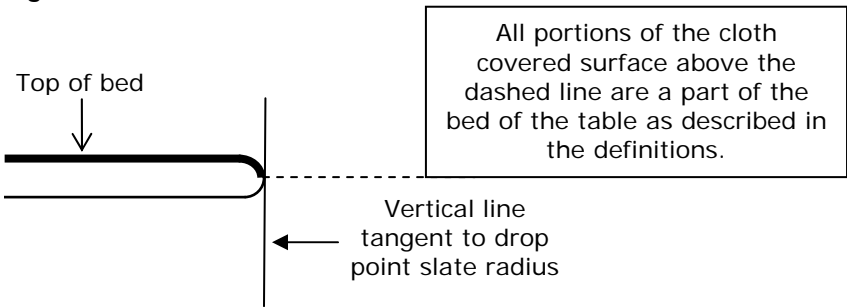 All portions of the cloth
covered surface above the
dashed line are a part of the
bed of the table as described in
the definitions.
Top of bed
Vertical line
tangent to drop
point slate radius